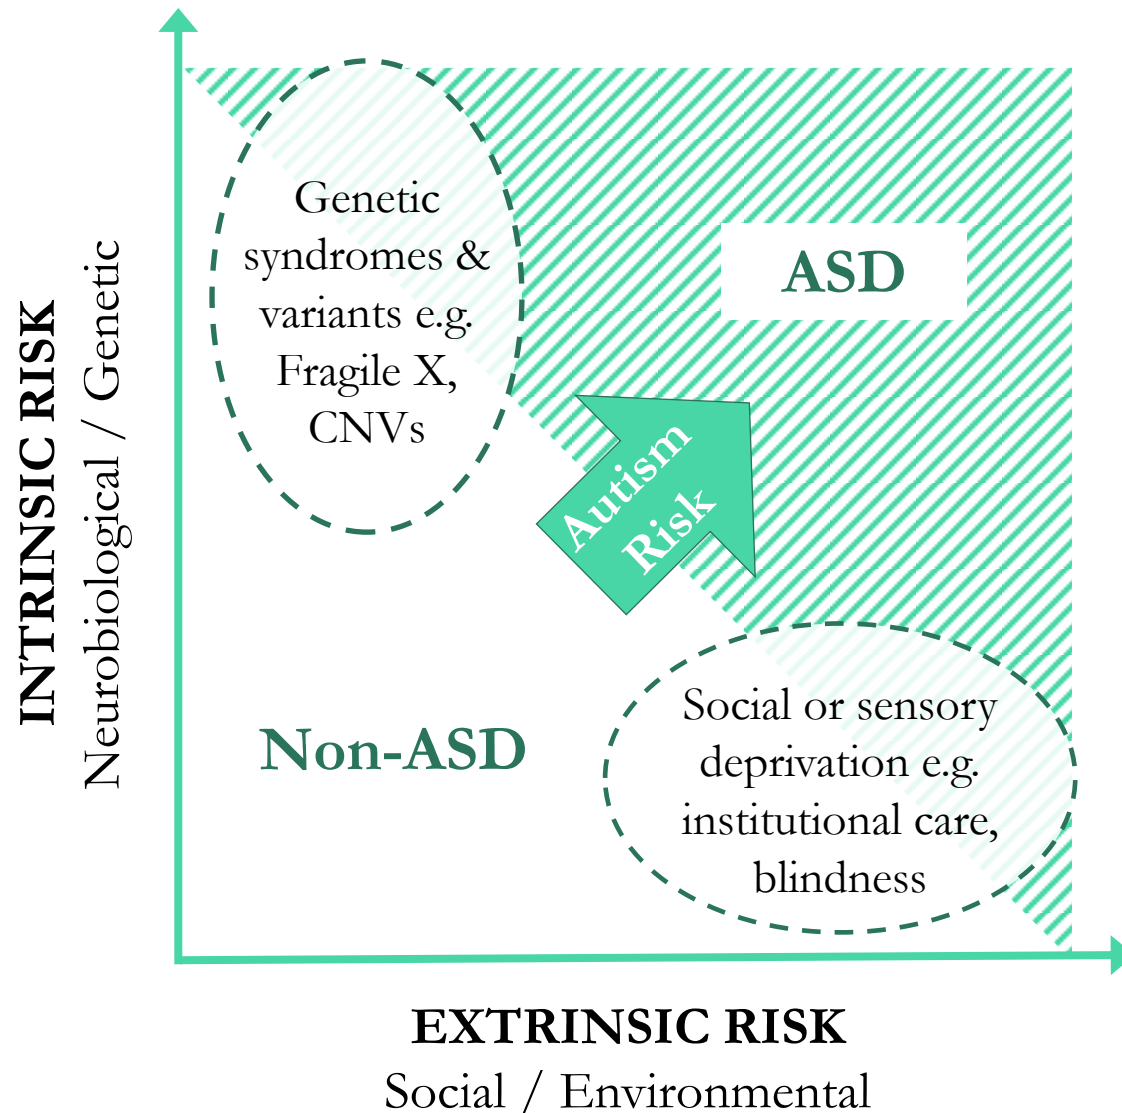 INTRINSIC RISK
Neurobiological / Genetic
Genetic
syndromes &
variants e.g.
Fragile X,
CNVs
ASD
Autism
Risk
Non-ASD
Social or sensory
deprivation e.g.
institutional care,
blindness
EXTRINSIC RISK
Social / Environmental